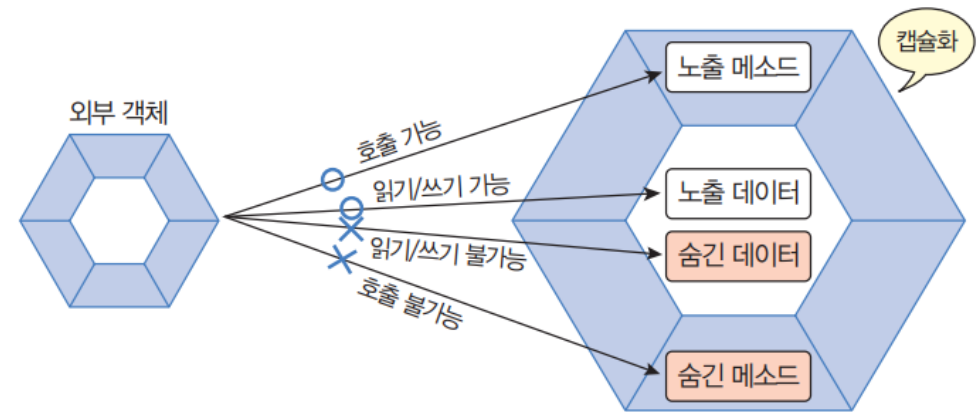 캡슐화
노출 메소드
외부 객체
호출 가능
읽기/쓰기 가능
노출 데이터
읽기/쓰기 불가능
숨긴 데이터
호출 불가능
숨긴 메소드